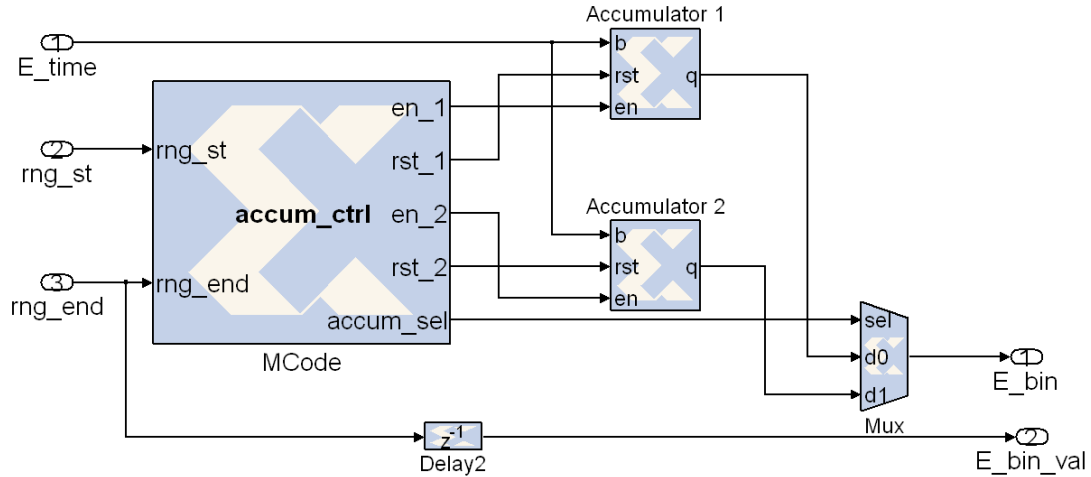 Accumulator 1
1
E_time
b
rst
q
en
en_1
2
rng_st
rng_st
rst_1
accum_ctrl
en_2
Accumulator 2
b
rst
q
en
3
rng_end
rng_end
rst_2
accum_sel
MCode
sel
d0
d1
Mux
1
E_bin
z-1
Delay2
2
E_bin_val